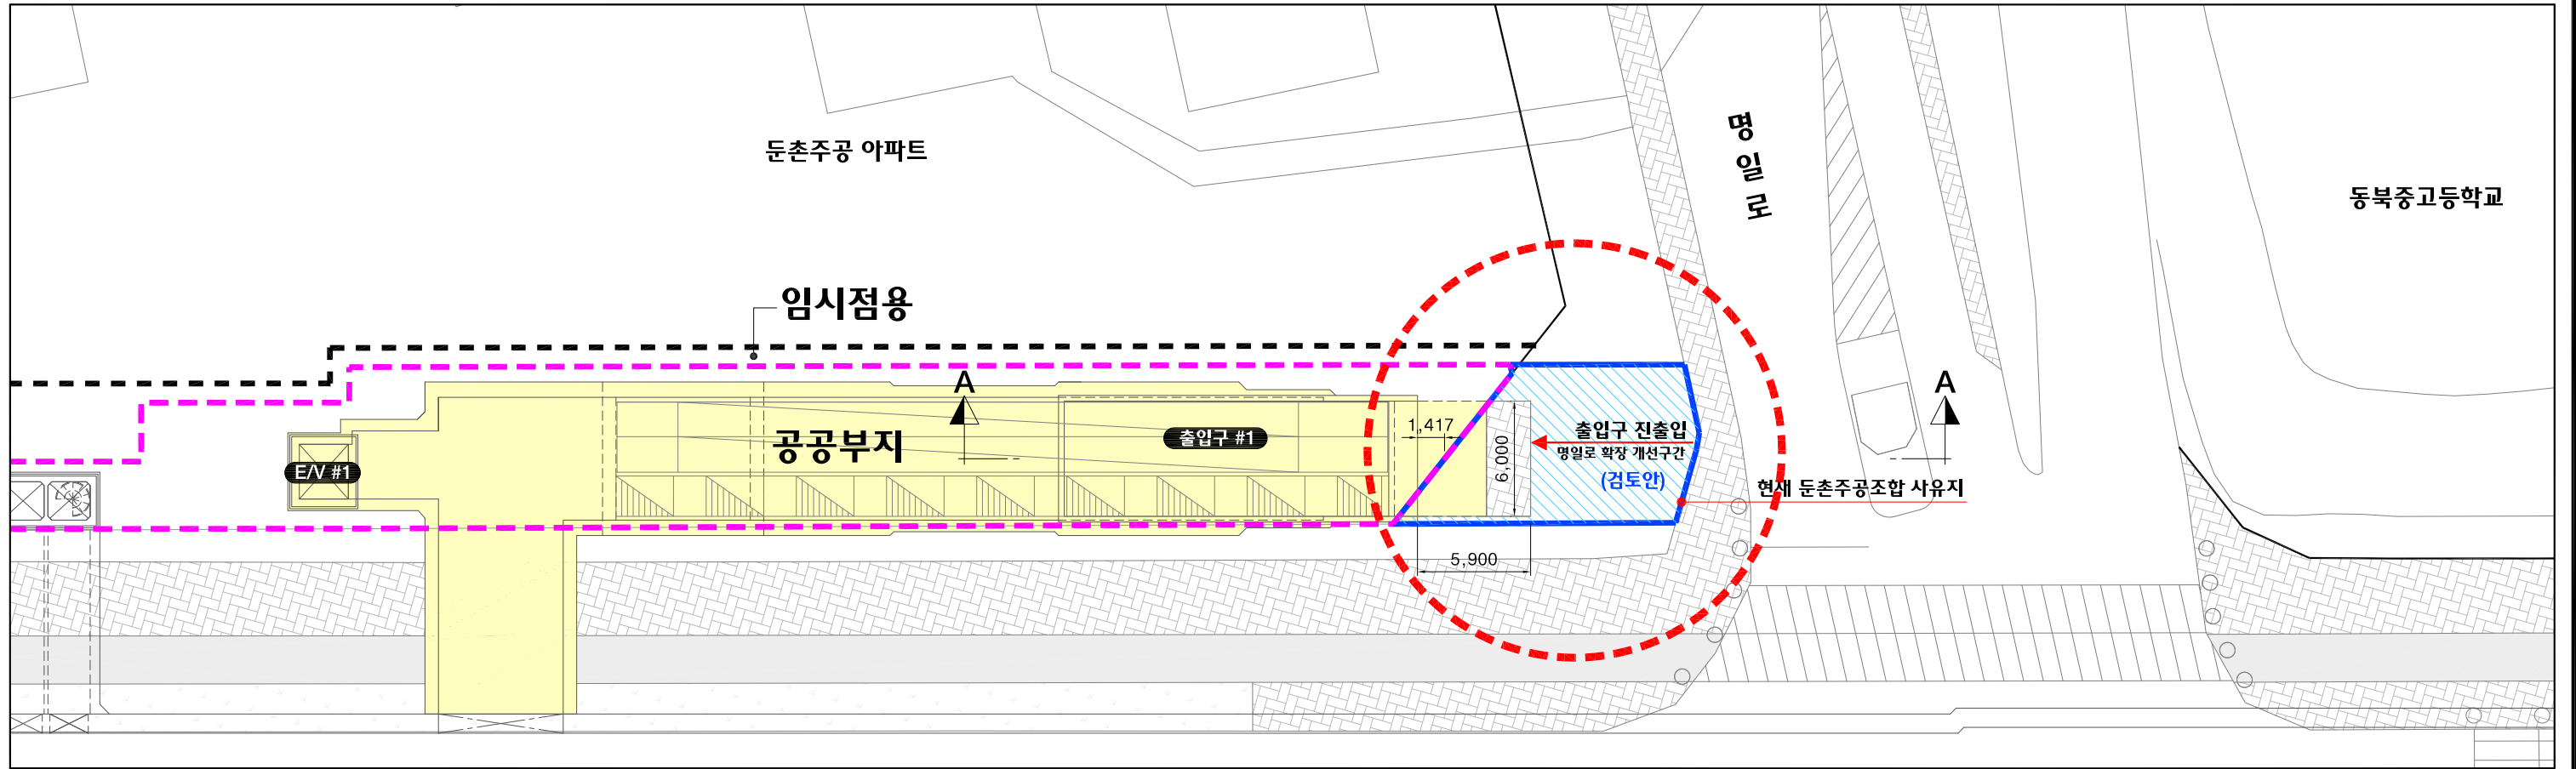 둔촌주공 아파트
명
일
로
동북중고등학교
임시점용
A
A
1,417
출입구 #1
공공부지
출입구 진출입
명일로 확장 개선구간
(검토안)
6,000
E/V #1
현재 둔촌주공조합 사유지
5,900